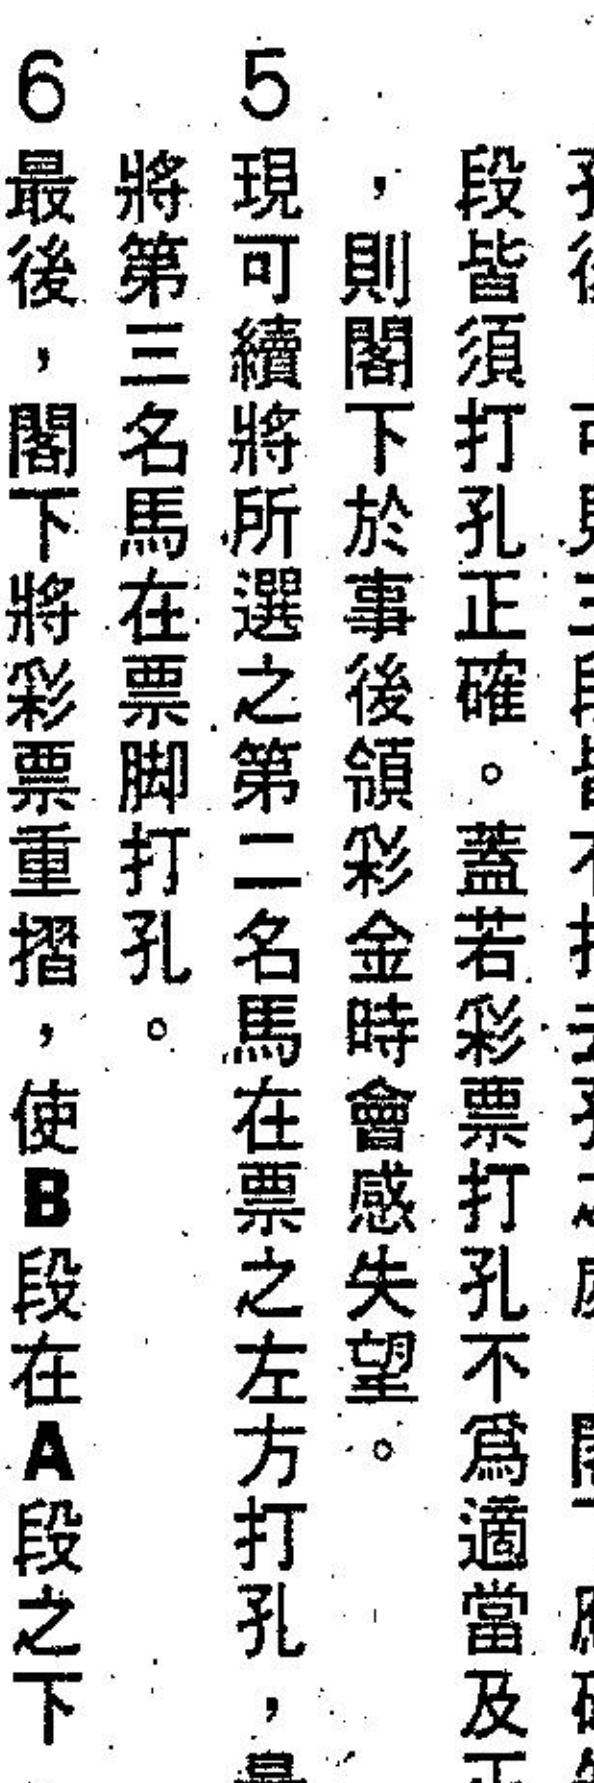 段皆須打孔正確。蓋若彩票打孔不爲適當及
，則閣下於事後領彩金時會感失望。
5現可續將所選之第二名馬在票之左方打孔，
將第三名馬在票脚打孔。
6最後，閣下將彩票重摺，使B段在A段之下